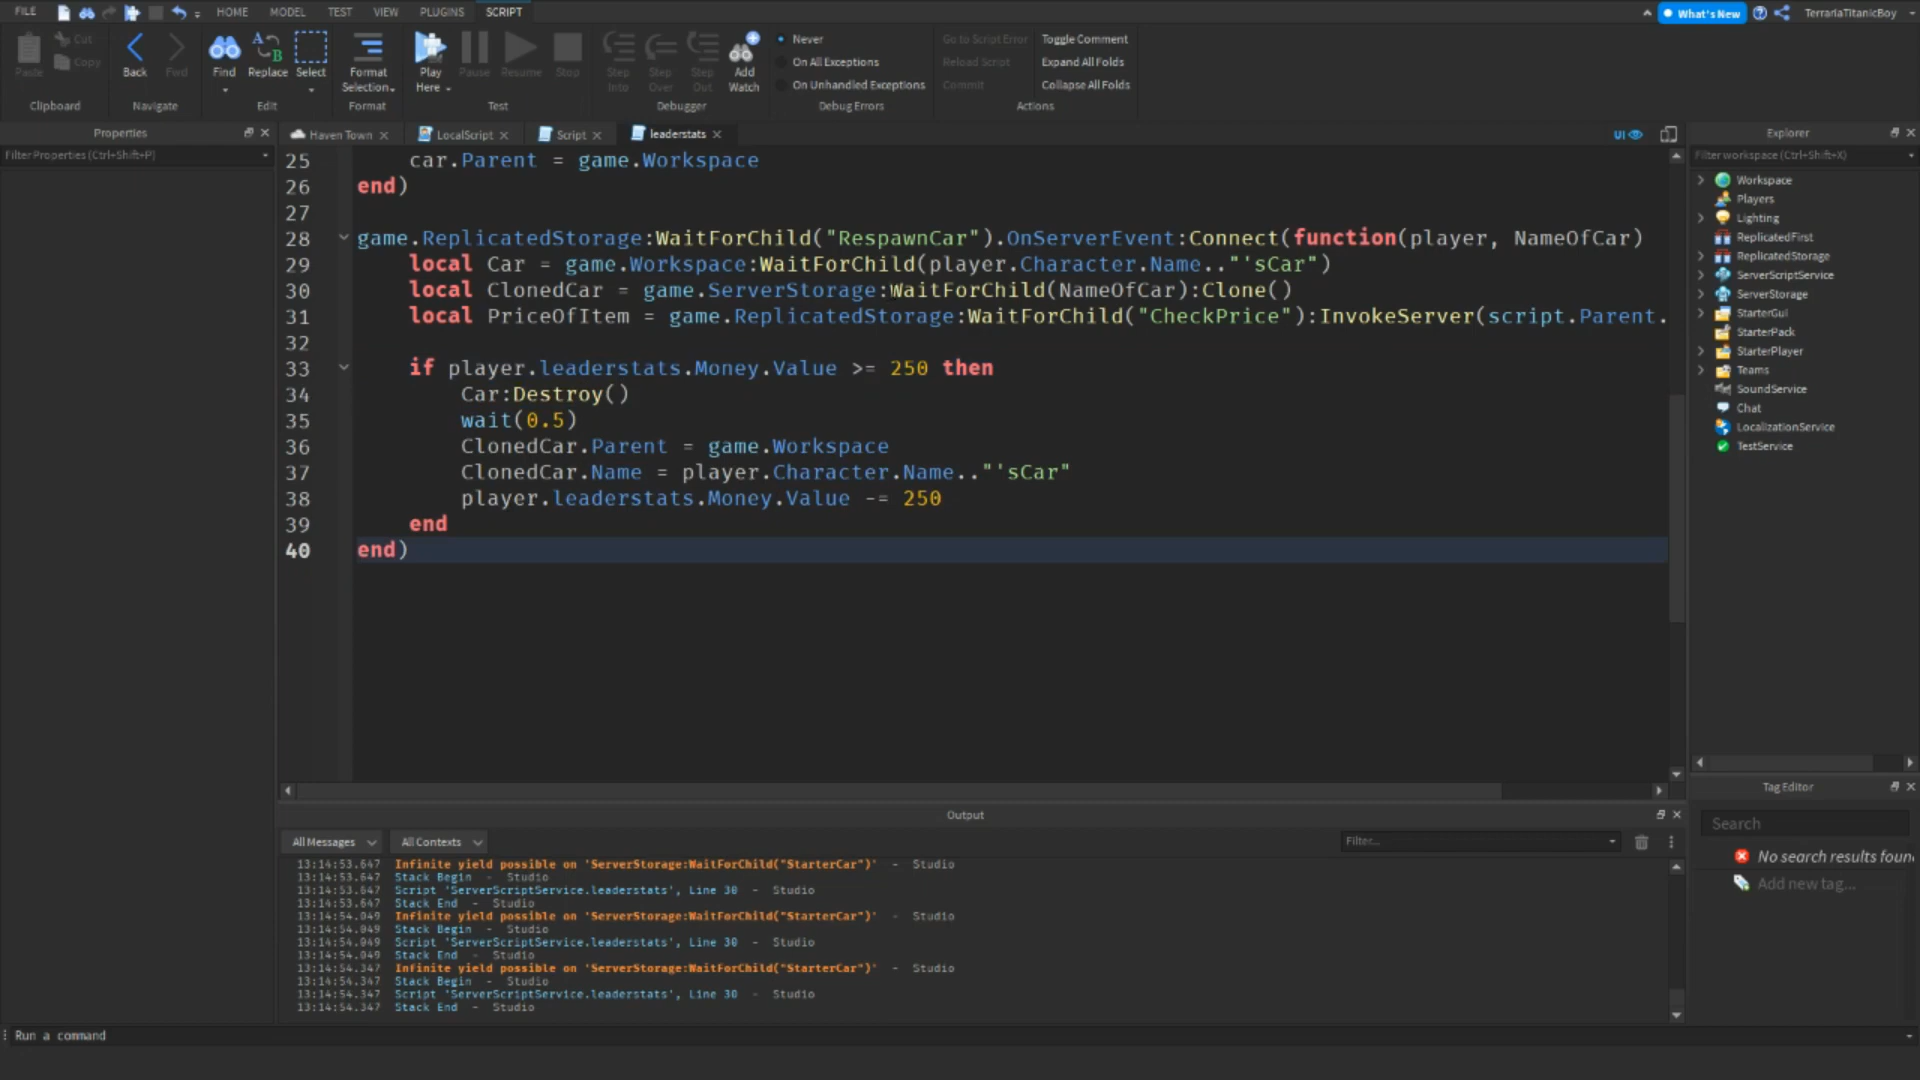 FILE HOME MODEL TEST VIEW PLUGINS SCRIPT What's New TerrariaTitanicBoy
Paste Cut Copy Back Fwd Find Replace Select Format Selection Play Here Pause Resume Stop Step Into Step Over Step Out Add Watch
Never
On All Exceptions
On Unhandled Exceptions
Go to Script Error
Reload Script
Commit
Toggle Comment
Expand All Folds
Collapse All Folds
Clipboard Navigate Edit Format Test Debugger Debug Errors Actions
Properties
Filter Properties (Ctrl+Shift+P)
Haven Town LocalScript Script leaderstats UI
25 car.Parent = game.Workspace
26 end)
27
28 game.ReplicatedStorage:WaitForChild("RespawnCar").OnServerEvent:Connect(function(player, NameOfCar)
29 local Car = game.Workspace:WaitForChild(player.Character.Name.."'sCar")
30 local ClonedCar = game.ServerStorage:WaitForChild(NameOfCar):Clone()
31 local PriceOfItem = game.ReplicatedStorage:WaitForChild("CheckPrice"):InvokeServer(script.Parent.
32
33 if player.leaderstats.Money.Value >= 250 then
34 Car:Destroy()
35 wait(0.5)
36 ClonedCar.Parent = game.Workspace
37 ClonedCar.Name = player.Character.Name.."'sCar"
38 player.leaderstats.Money.Value -= 250
39 end
40 end)
Explorer
Filter workspace (Ctrl+Shift+X)
Workspace
Players
Lighting
ReplicatedFirst
ReplicatedStorage
ServerScriptService
ServerStorage
StarterGui
StarterPack
StarterPlayer
Teams
SoundService
Chat
LocalizationService
TestService
Tag Editor
Search
No search results foun
Add new tag...
Output
All Messages All Contexts Filter...
13:14:53.647 Infinite yield possible on 'ServerStorage:WaitForChild("StarterCar")' - Studio
13:14:53.647 Stack Begin - Studio
13:14:53.647 Script 'ServerScriptService.leaderstats', Line 30 - Studio
13:14:53.647 Stack End - Studio
13:14:54.049 Infinite yield possible on 'ServerStorage:WaitForChild("StarterCar")' - Studio
13:14:54.049 Stack Begin - Studio
13:14:54.049 Script 'ServerScriptService.leaderstats', Line 30 - Studio
13:14:54.049 Stack End - Studio
13:14:54.347 Infinite yield possible on 'ServerStorage:WaitForChild("StarterCar")' - Studio
13:14:54.347 Stack Begin - Studio
13:14:54.347 Script 'ServerScriptService.leaderstats', Line 30 - Studio
13:14:54.347 Stack End - Studio
Run a command